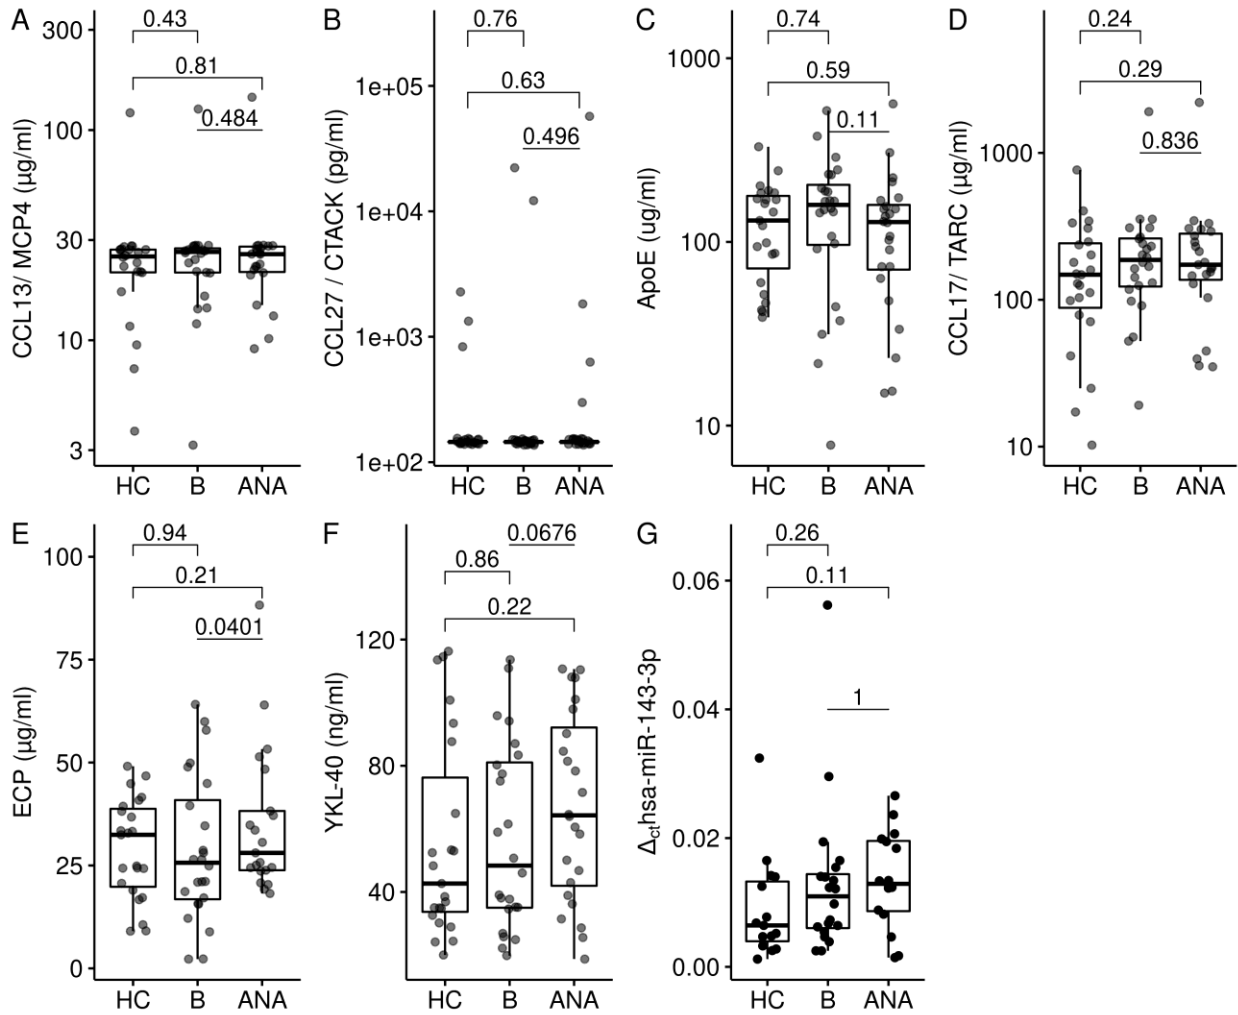 A
CCL13/ MCP4 (μg/ml)
300
100
30
10
3
0.43
0.81
0.484
HC B ANA
B
CCL27 / CTACK (pg/ml)
1e+05
1e+04
1e+03
1e+02
0.76
0.63
0.496
HC B ANA
C
ApoE (ug/ml)
1000
100
10
0.74
0.59
0.11
HC B ANA
D
CCL17/ TARC (μg/ml)
1000
100
10
0.24
0.29
0.836
HC B ANA
E
ECP (μg/ml)
100
75
50
25
0
0.94
0.21
0.0401
HC B ANA
F
YKL-40 (ng/ml)
120
80
40
0.0676
0.86
0.22
HC B ANA
G
Δcthsa-miR-143-3p
0.06
0.04
0.02
0.00
0.26
0.11
1
HC B ANA